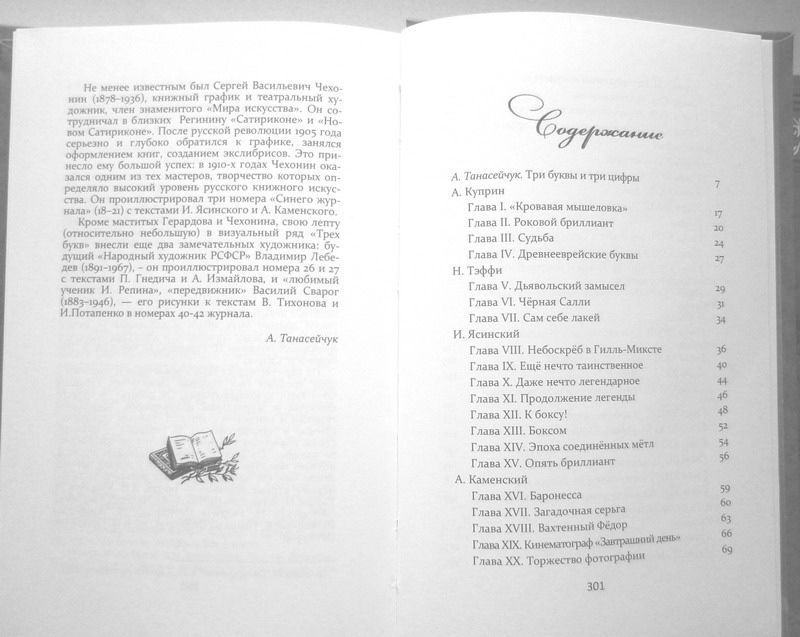 Не менее известным был Сергей Васильевич Чехо-
нин (1878–1936), книжный график и театральный ху-
дожник, член знаменитого «Мира искусства». Он со-
трудничал в близких Регинину «Сатириконе» и «Но-
вом Сатириконе». После русской революции 1905 года
серьезно и глубоко обратился к графике, занялся
оформлением книг, созданием экслибрисов. Это при-
несло ему большой успех: в 1910-х годах Чехонин ока-
зался одним из тех мастеров, творчество которых оп-
ределяло высокий уровень русского книжного искус-
ства. Он проиллюстрировал три номера «Синего жур-
нала» (18–21) с текстами И. Ясинского и А. Каменского.
Кроме маститых Герардова и Чехонина, свою лепту
(относительно небольшую) в визуальный ряд «Трех
букв» внесли еще два замечательных художника: бу-
дущий «Народный художник РСФСР» Владимир Лебе-
дев (1891–1967), – он проиллюстрировал номера 26 и 27
с текстами П. Гнедича и А. Измайлова, и «любимый
ученик И. Репина», «передвижник» Василий Сварог
(1883–1946), — его рисунки к текстам В. Тихонова и
И.Потапенко в номерах 40-42 журнала.
А. Танасейчук
Содержание
А. Танасейчук. Три буквы и три цифры 7
А. Куприн
Глава I. «Кровавая мышеловка» 17
Глава II. Роковой бриллиант 20
Глава III. Судьба 24
Глава IV. Древнееврейские буквы 27
Н. Тэффи
Глава V. Дьявольский замысел 29
Глава VI. Чёрная Салли 31
Глава VII. Сам себе лакей 34
И. Ясинский
Глава VIII. Небоскрёб в Гилль-Миксте 36
Глава IX. Ещё нечто таинственное 40
Глава X. Даже нечто легендарное 44
Глава XI. Продолжение легенды 46
Глава XII. К боксу! 48
Глава XIII. Боксом 52
Глава XIV. Эпоха соединённых мётл 54
Глава XV. Опять бриллиант 56
А. Каменский
Глава XVI. Баронесса 59
Глава XVII. Загадочная серьга 60
Глава XVIII. Вахтенный Фёдор 63
Глава XIX. Кинематограф «Завтрашний день» 66
Глава XX. Торжество фотографии 69
301